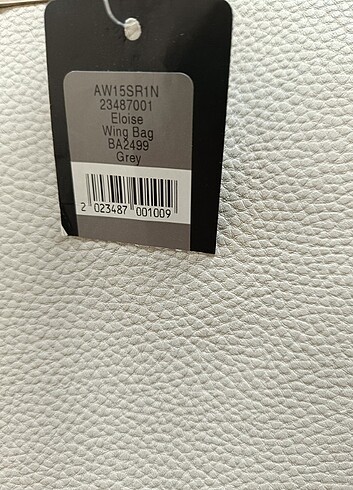 AW15SR1N
23487001
Eloise
Wing Bag
BA2499
Grey
2 023487 001009